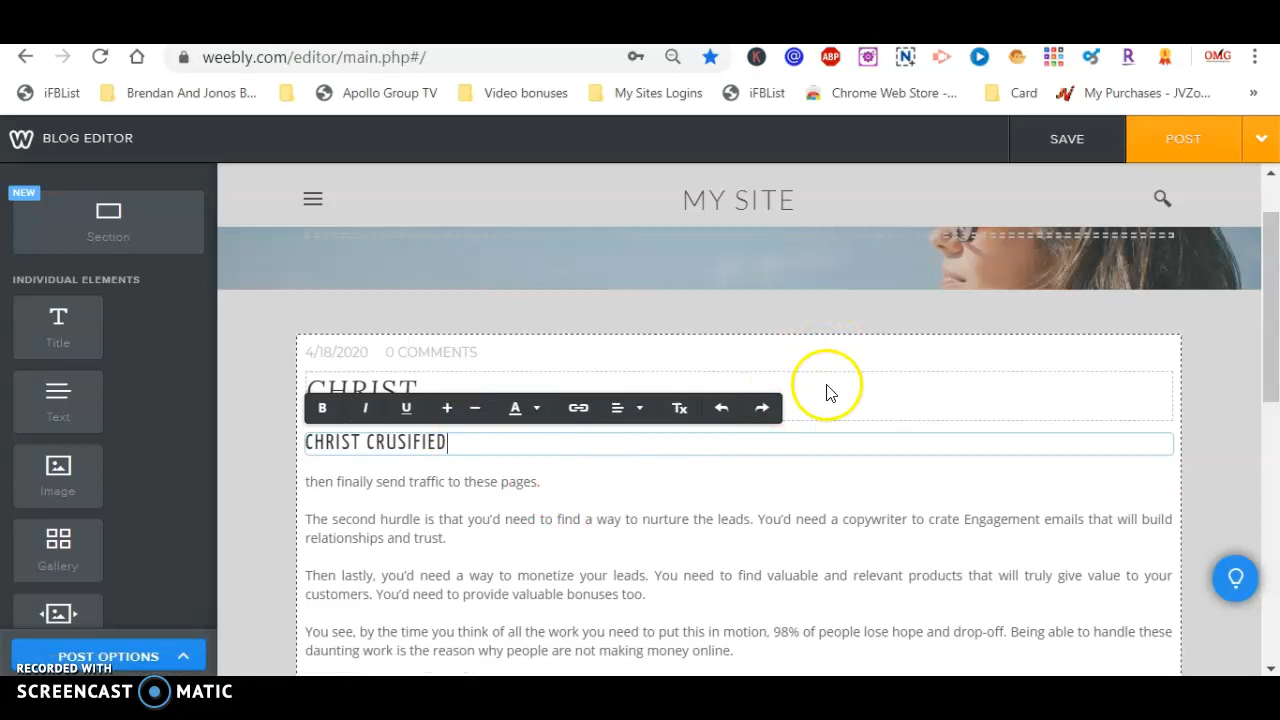 weebly.com/editor/main.php#/
K @ ABP N R OMG
iFBList Brendan And Jonos B... Apollo Group TV Video bonuses My Sites Logins iFBList Chrome Web Store -... Card My Purchases - JVZo... »
W BLOG EDITOR SAVE POST
NEW
Section
MY SITE
INDIVIDUAL ELEMENTS
T
Title
Text
Image
Gallery
POST OPTIONS
4/18/2020 0 COMMENTS
CHRIST
B I U + − A Tx
CHRIST CRUSIFIED
then finally send traffic to these pages.
The second hurdle is that you’d need to find a way to nurture the leads. You’d need a copywriter to crate Engagement emails that will build
relationships and trust.
Then lastly, you’d need a way to monetize your leads. You need to find valuable and relevant products that will truly give value to your
customers. You’d need to provide valuable bonuses too.
You see, by the time you think of all the work you need to put this in motion, 98% of people lose hope and drop-off. Being able to handle these
daunting work is the reason why people are not making money online.
RECORDED WITH
SCREENCAST MATIC